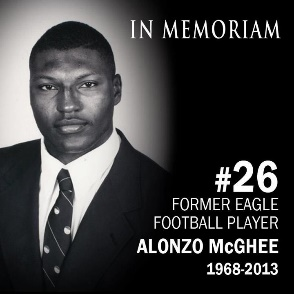 IN MEMORIAM
#26
FORMER EAGLE
FOOTBALL PLAYER
ALONZO McGHEE
1968-2013